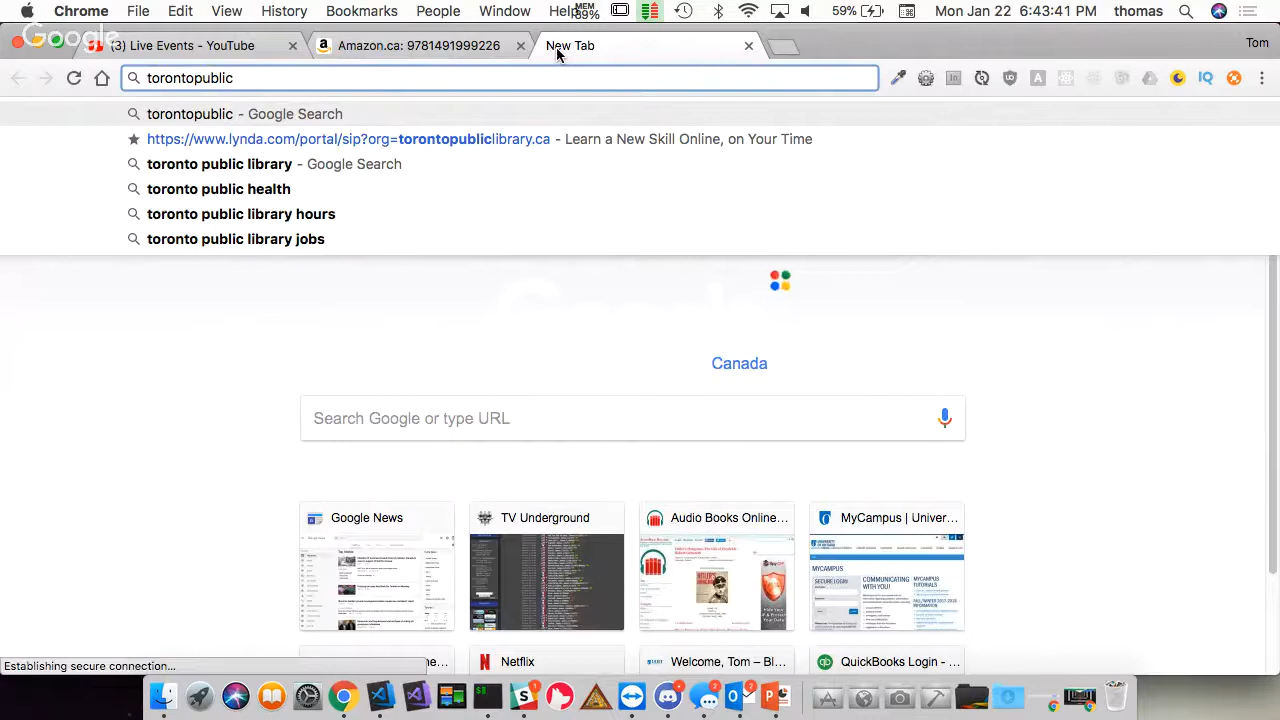 Chrome File Edit View History Bookmarks People Window Help MEM 89% 59% Mon Jan 22 6:43:41 PM thomas
Google
(3) Live Events - YouTube Amazon.ca: 9781491999226 New Tab Tom
torontopublic
torontopublic - Google Search
https://www.lynda.com/portal/sip?org=torontopubliclibrary.ca - Learn a New Skill Online, on Your Time
toronto public library - Google Search
toronto public health
toronto public library hours
toronto public library jobs
Canada
Search Google or type URL
Google News TV Underground Audio Books Online... MyCampus | Univer...
MYCAMPUS
Netflix Welcome, Tom – Bl... QuickBooks Login - ...
Establishing secure connection...